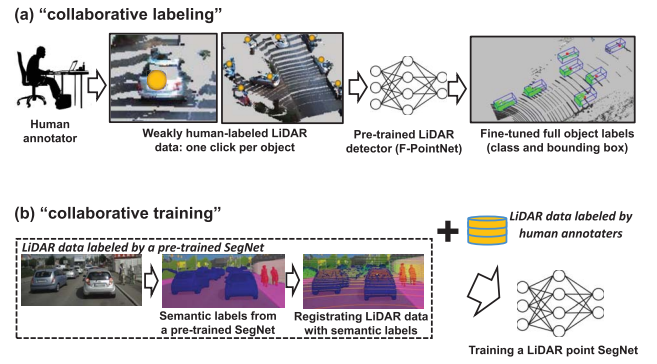 (a) “collaborative labeling”
Human
annotator
Weakly human-labeled LiDAR
data: one click per object
Pre-trained LiDAR
detector (F-PointNet)
Fine-tuned full object labels
(class and bounding box)
(b) “collaborative training”
LiDAR data labeled by a pre-trained SegNet
Semantic labels from
a pre-trained SegNet
Registrating LiDAR data
with semantic labels
+
LiDAR data labeled by
human annotaters
Training a LiDAR point SegNet